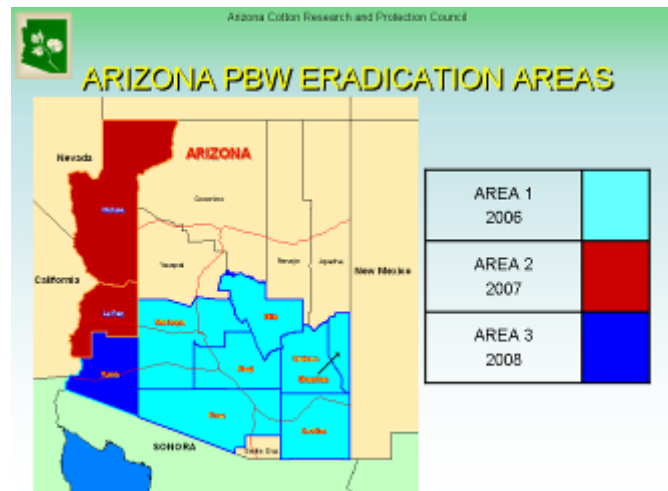 Arizona Cotton Research and Protection Council
ARIZONA PBW ERADICATION AREAS
Nevada
ARIZONA
Mohave
Coconino
Yavapai
Navajo
Apache
California
New Mexico
La Paz
Gila
Maricopa
Yuma
Pinal
Graham
Greenlee
Pima
Cochise
SONORA
Santa Cruz
AREA 1
2006
AREA 2
2007
AREA 3
2008